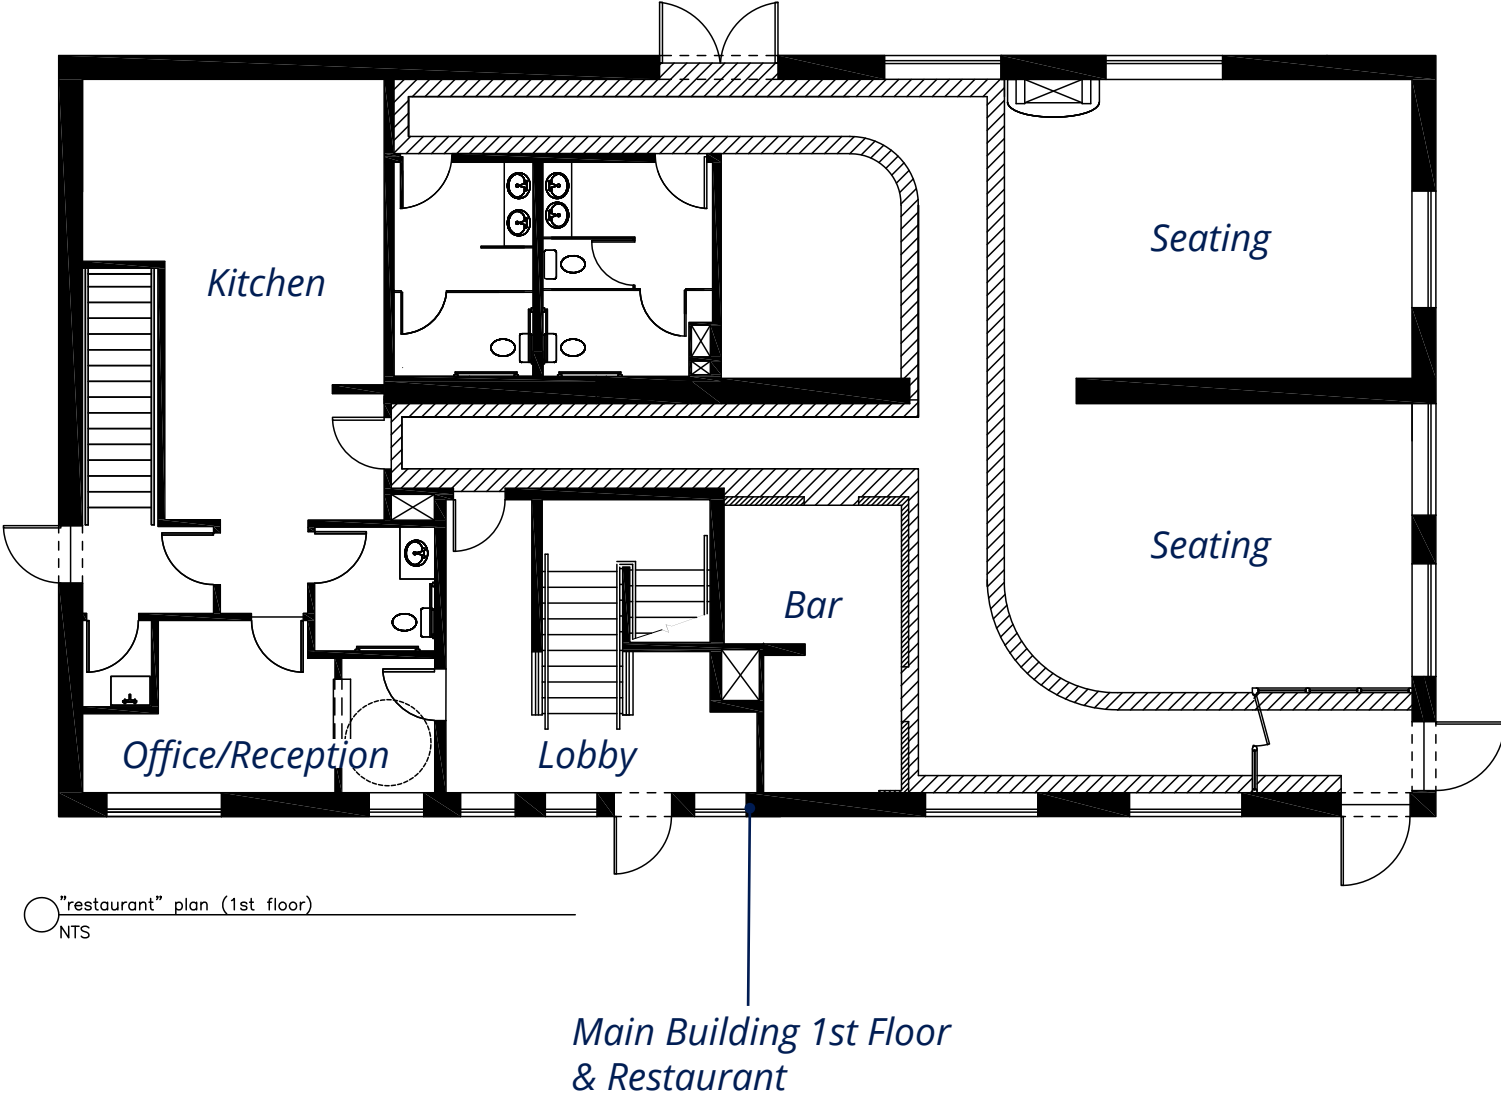 Seating
Kitchen
Seating
Bar
Office/Reception
Lobby
"restaurant" plan (1st floor)
NTS
Main Building 1st Floor
& Restaurant